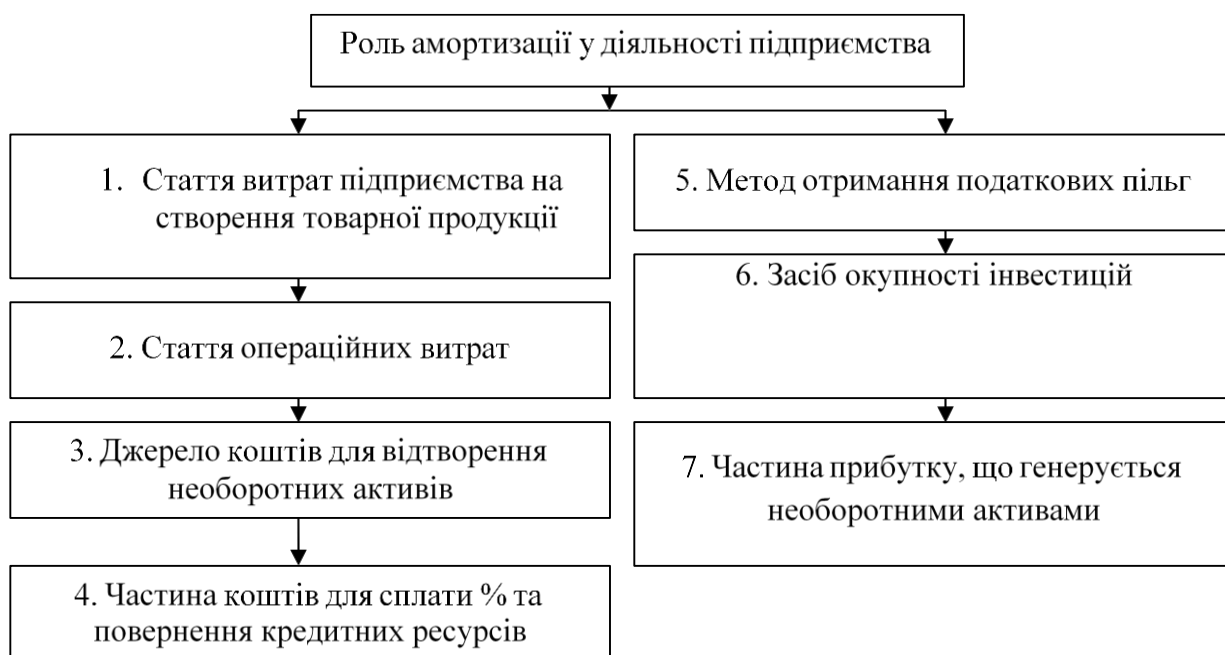 Роль амортизації у діяльності підприємства
1. Стаття витрат підприємства на
створення товарної продукції
2. Стаття операційних витрат
3. Джерело коштів для відтворення
необоротних активів
4. Частина коштів для сплати % та
повернення кредитних ресурсів
5. Метод отримання податкових пільг
6. Засіб окупності інвестицій
7. Частина прибутку, що генерується
необоротними активами